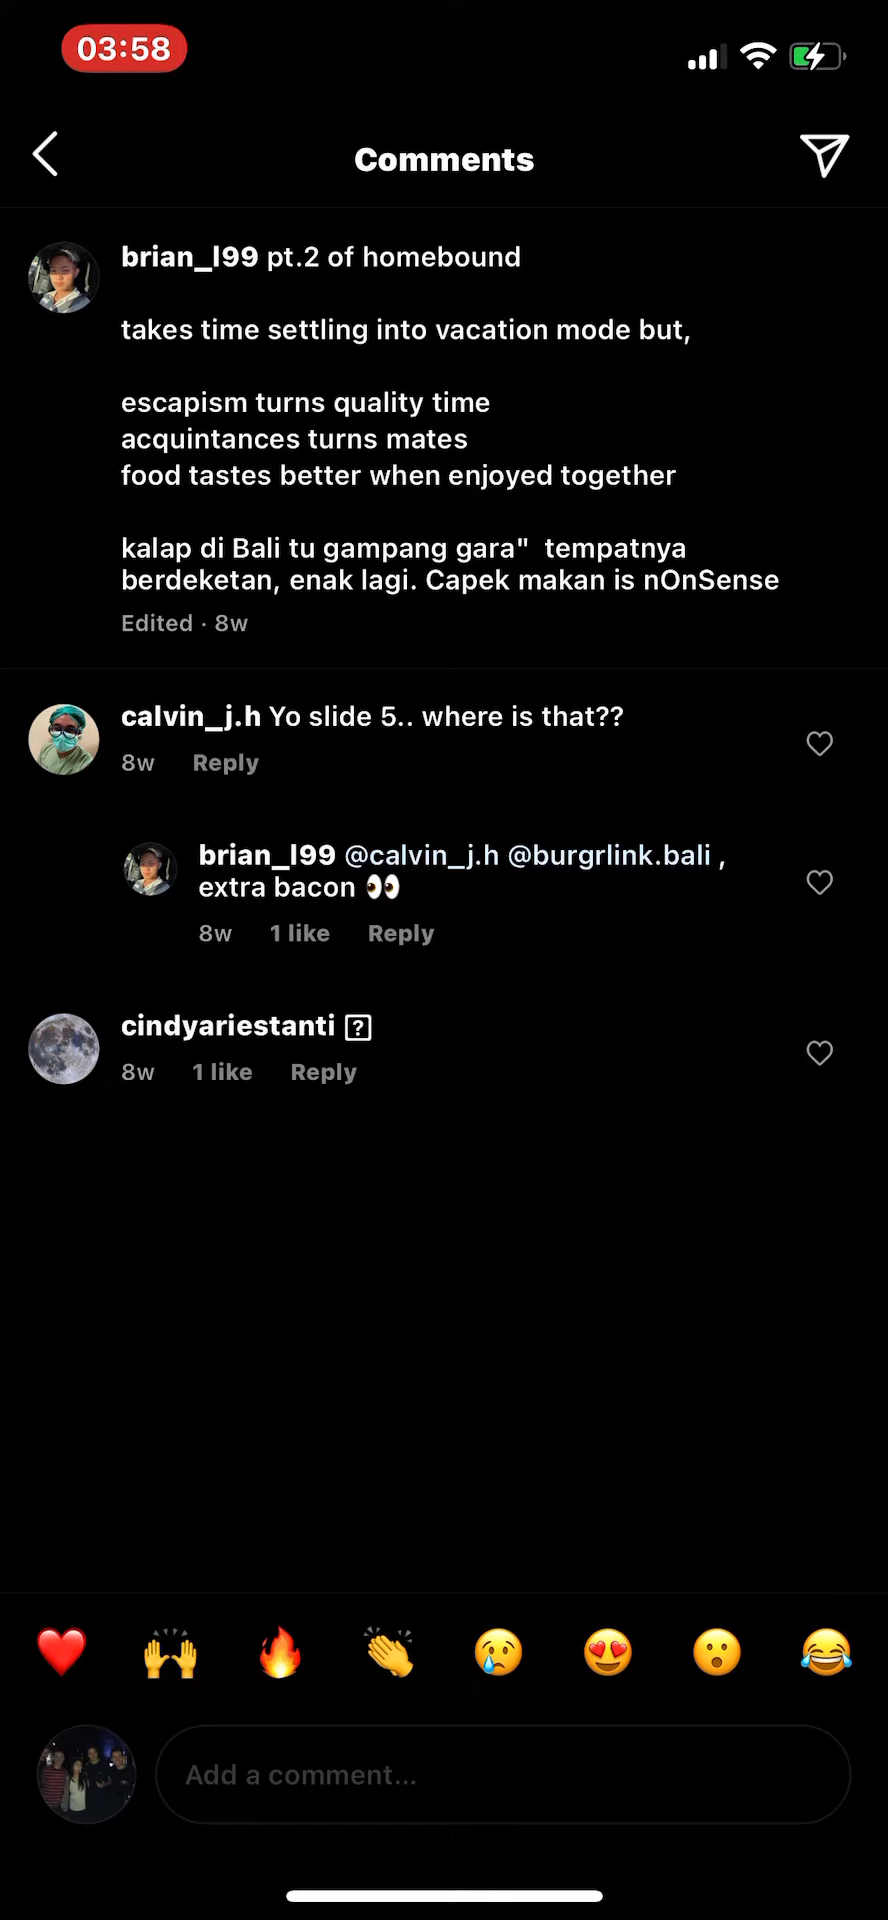 03:58
Comments
brian_l99 pt.2 of homebound
takes time settling into vacation mode but,
escapism turns quality time
acquintances turns mates
food tastes better when enjoyed together
kalap di Bali tu gampang gara"  tempatnya
berdeketan, enak lagi. Capek makan is nOnSense
Edited · 8w
calvin_j.h Yo slide 5.. where is that??
8w Reply
brian_l99 @calvin_j.h @burgrlink.bali ,
extra bacon 👀
8w 1 like Reply
cindyariestanti ?
8w 1 like Reply
Add a comment...